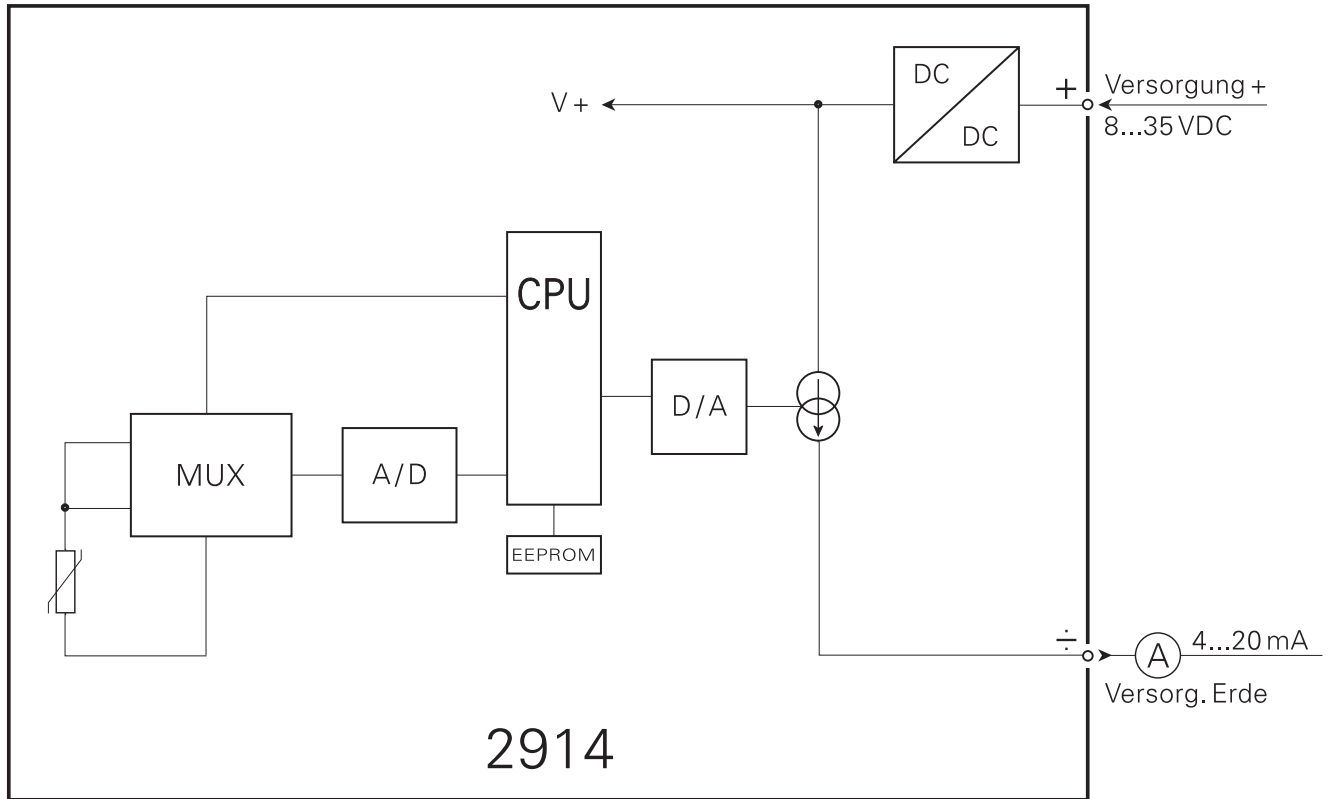 DC
DC
V +
+
Versorgung +
8...35 VDC
CPU
D/A
MUX
A/D
EEPROM
÷
A
4...20 mA
Versorg. Erde
2914